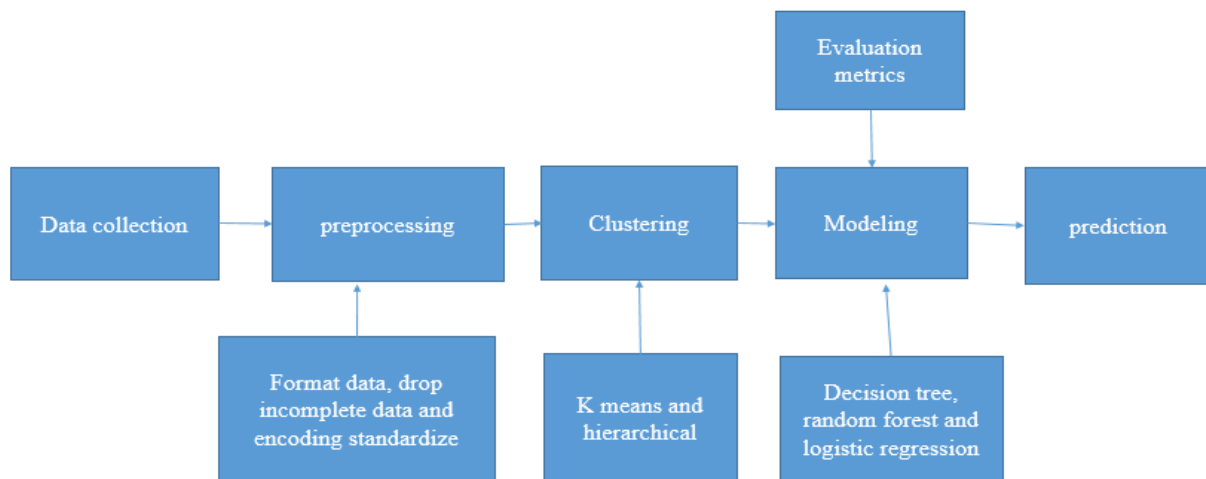 Evaluation
metrics
Data collection
preprocessing
Clustering
Modeling
prediction
Format data, drop
incomplete data and
encoding standardize
K means and
hierarchical
Decision tree,
random forest and
logistic regression